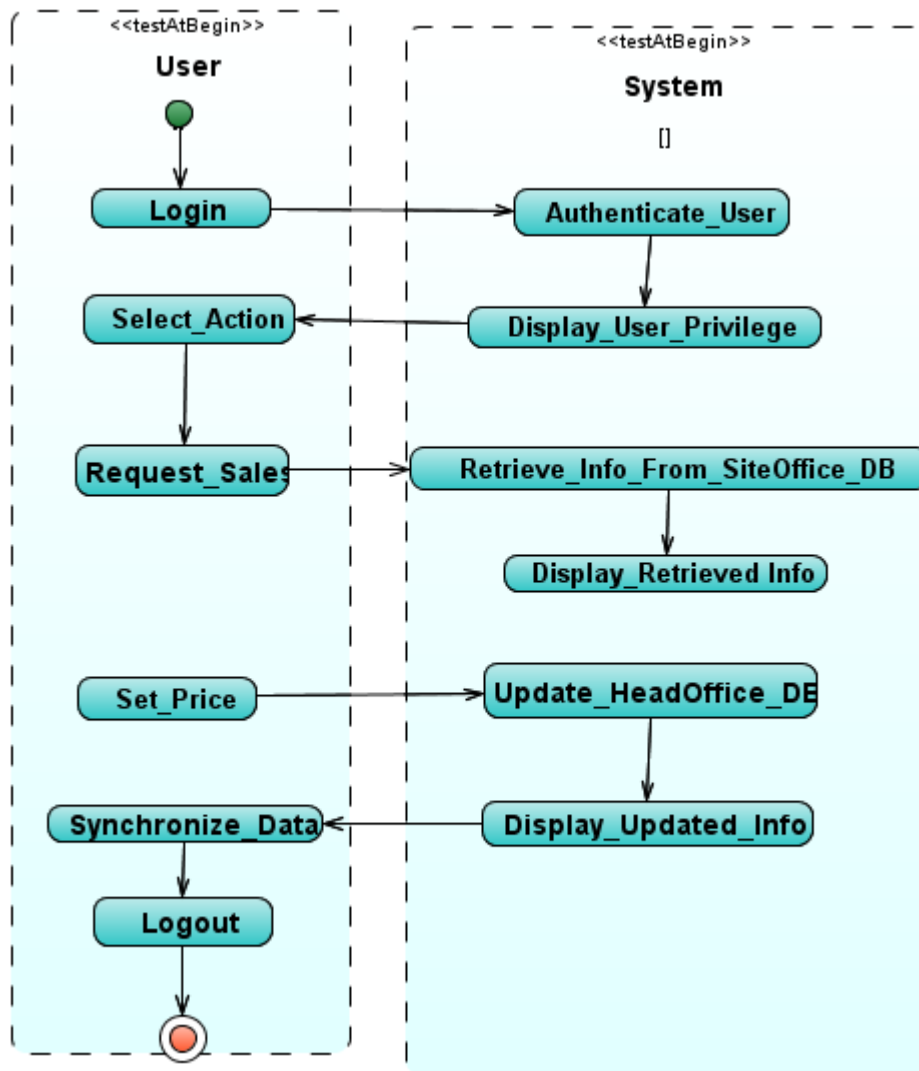 <<testAtBegin>>
User
<<testAtBegin>>
System
[]
Login
Authenticate_User
Select_Action
Display_User_Privilege
Request_Sales
Retrieve_Info_From_SiteOffice_DB
Display_Retrieved Info
Set_Price
Update_HeadOffice_DB
Synchronize_Data
Display_Updated_Info
Logout